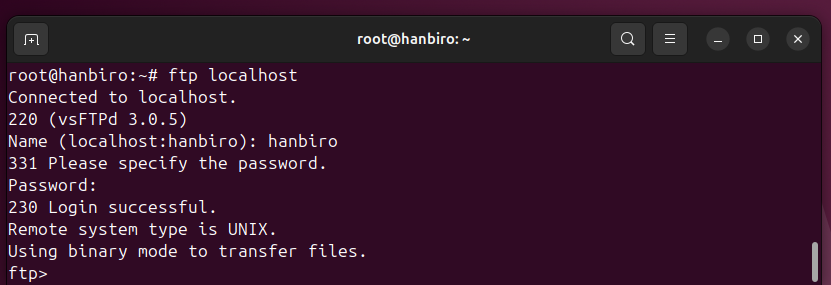 root@hanbiro: ~
root@hanbiro:~# ftp localhost
Connected to localhost.
220 (vsFTPd 3.0.5)
Name (localhost:hanbiro): hanbiro
331 Please specify the password.
Password:
230 Login successful.
Remote system type is UNIX.
Using binary mode to transfer files.
ftp>